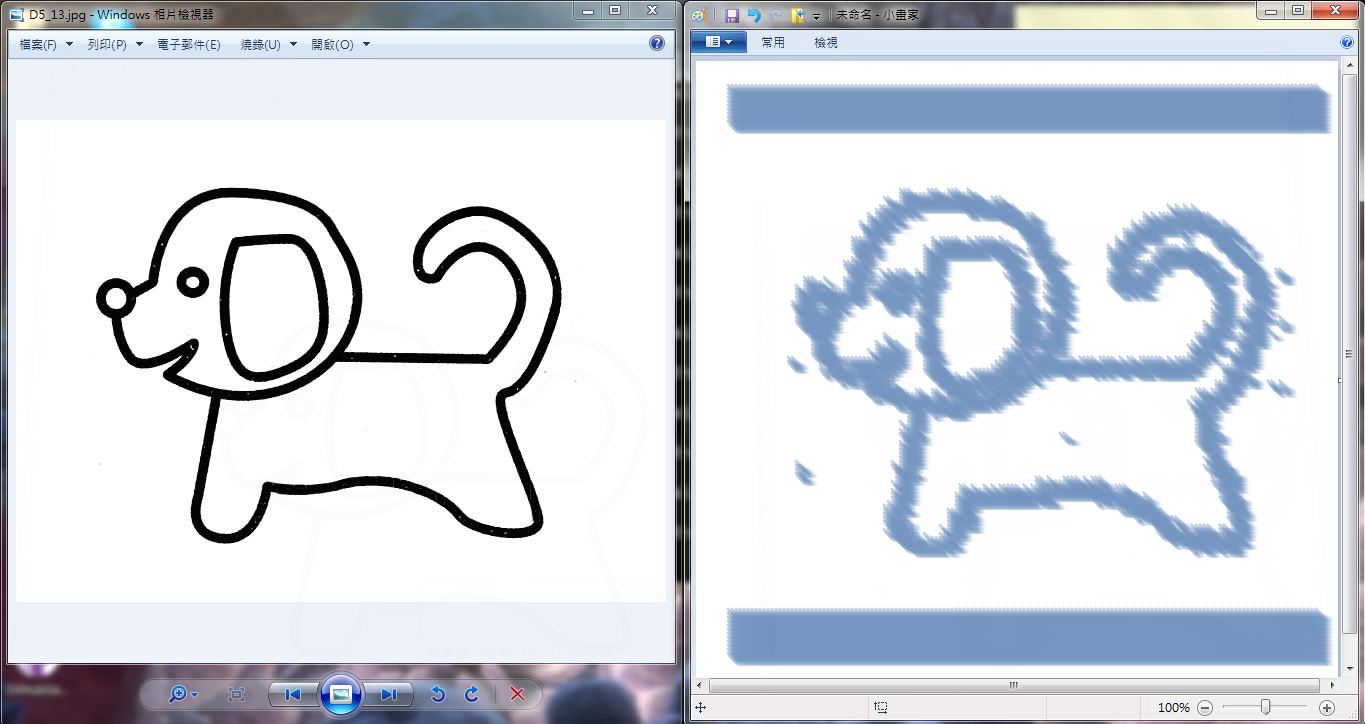 D5_13.jpg - Windows 相片檢視器
檔案(F) 列印(P) 電子郵件(E) 燒錄(U) 開啟(O)
未命名 - 小畫家
常用 檢視
100%